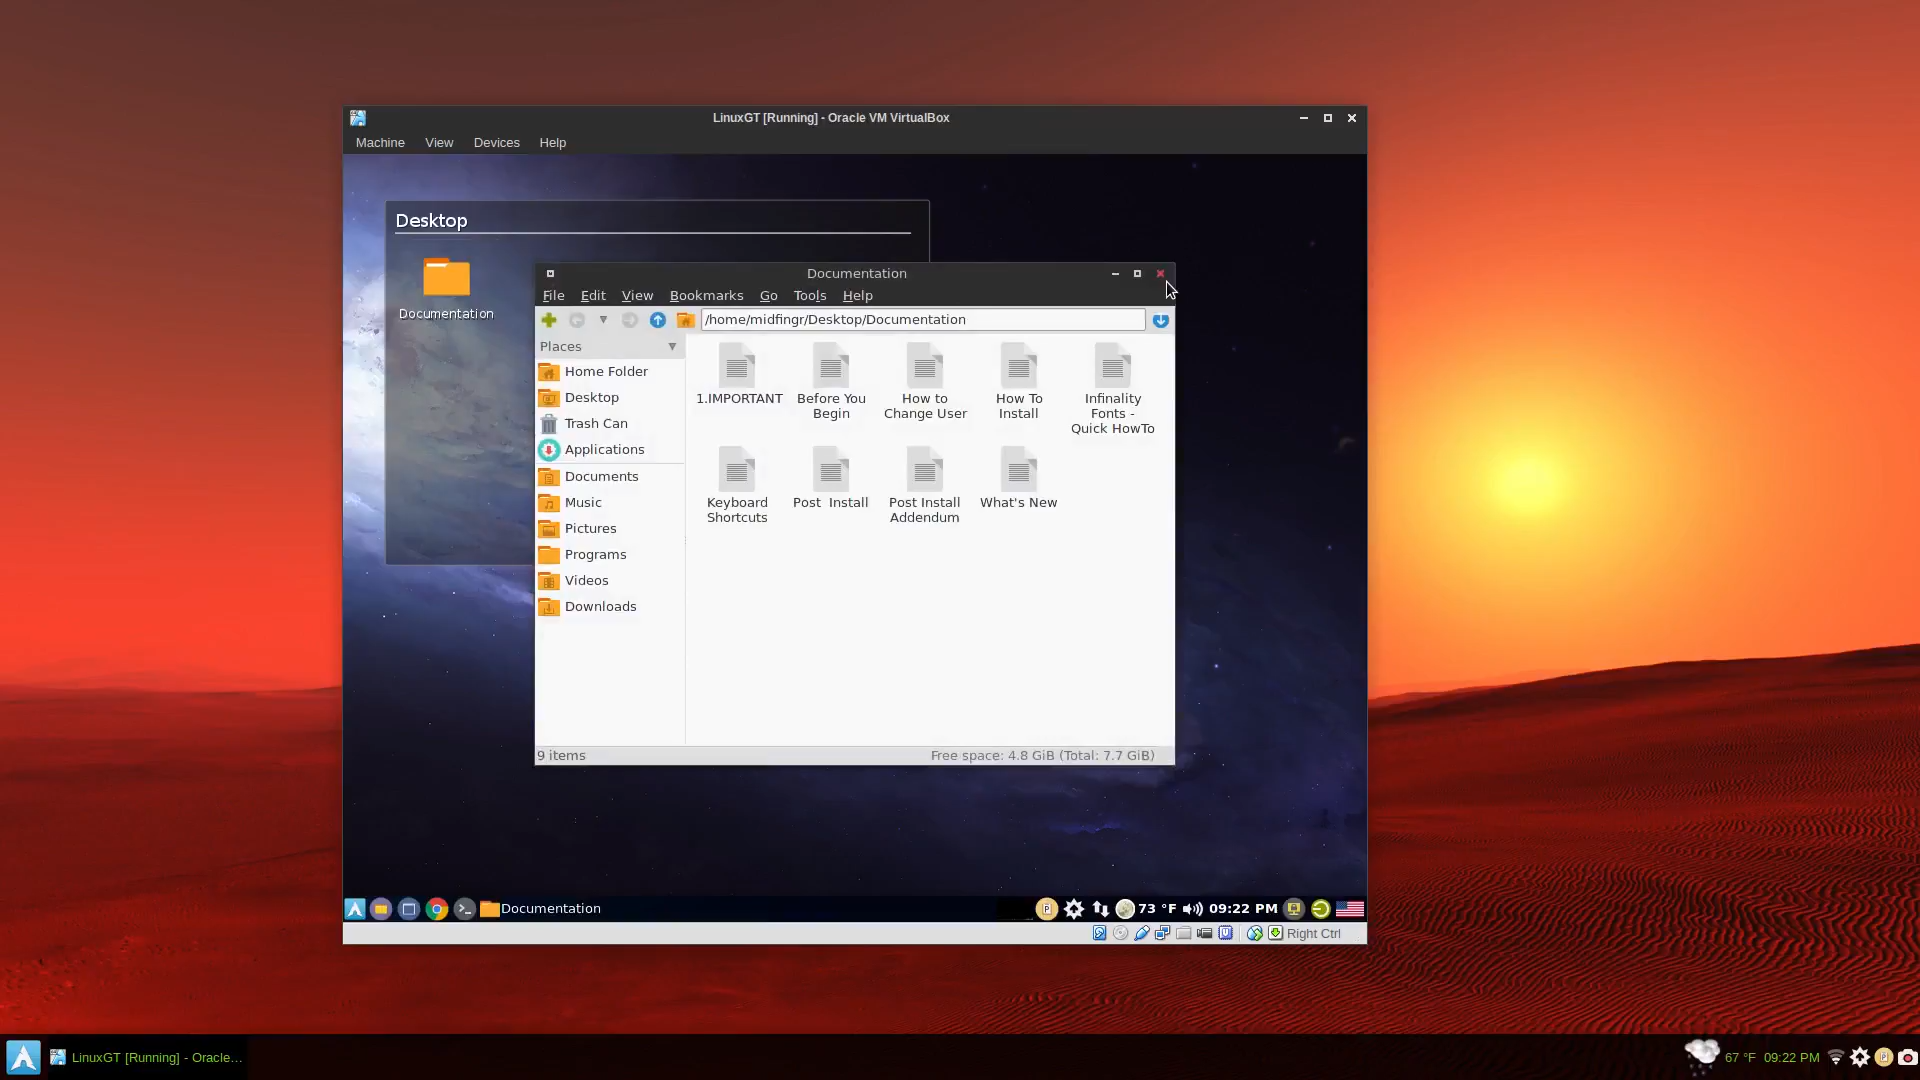 LinuxGT [Running] - Oracle VM VirtualBox
Machine View Devices Help
Desktop
Documentation
Documentation
File Edit View Bookmarks Go Tools Help
/home/midfingr/Desktop/Documentation
Places
Home Folder
Desktop
Trash Can
Applications
Documents
Music
Pictures
Programs
Videos
Downloads
1.IMPORTANT
Before You
Begin
How to
Change User
How To
Install
Infinality
Fonts -
Quick HowTo
Keyboard
Shortcuts
Post Install
Post Install
Addendum
What's New
9 items
Free space: 4.8 GiB (Total: 7.7 GiB)
Documentation
73 °F 09:22 PM
Right Ctrl
LinuxGT [Running] - Oracle...
67 °F 09:22 PM